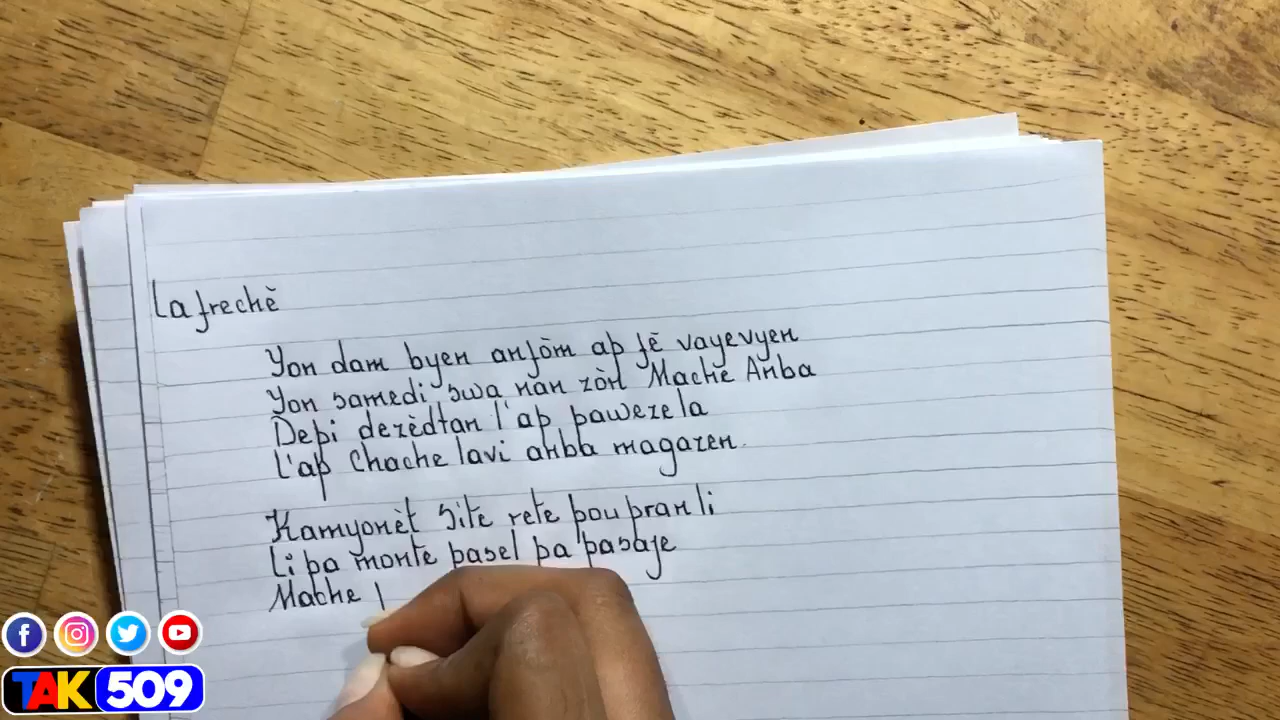 Lafrechè
Yon dam byen anfòm ap fè vayevyen
Yon samedi swa nan zòn Mache Anba
Depi dezèdtan l'ap pawezela
L'ap chache lavi anba magazen.
Kamyonèt Site rete pou pran li
Li pa monte pasel pa pasaje
Mache
TAK 509